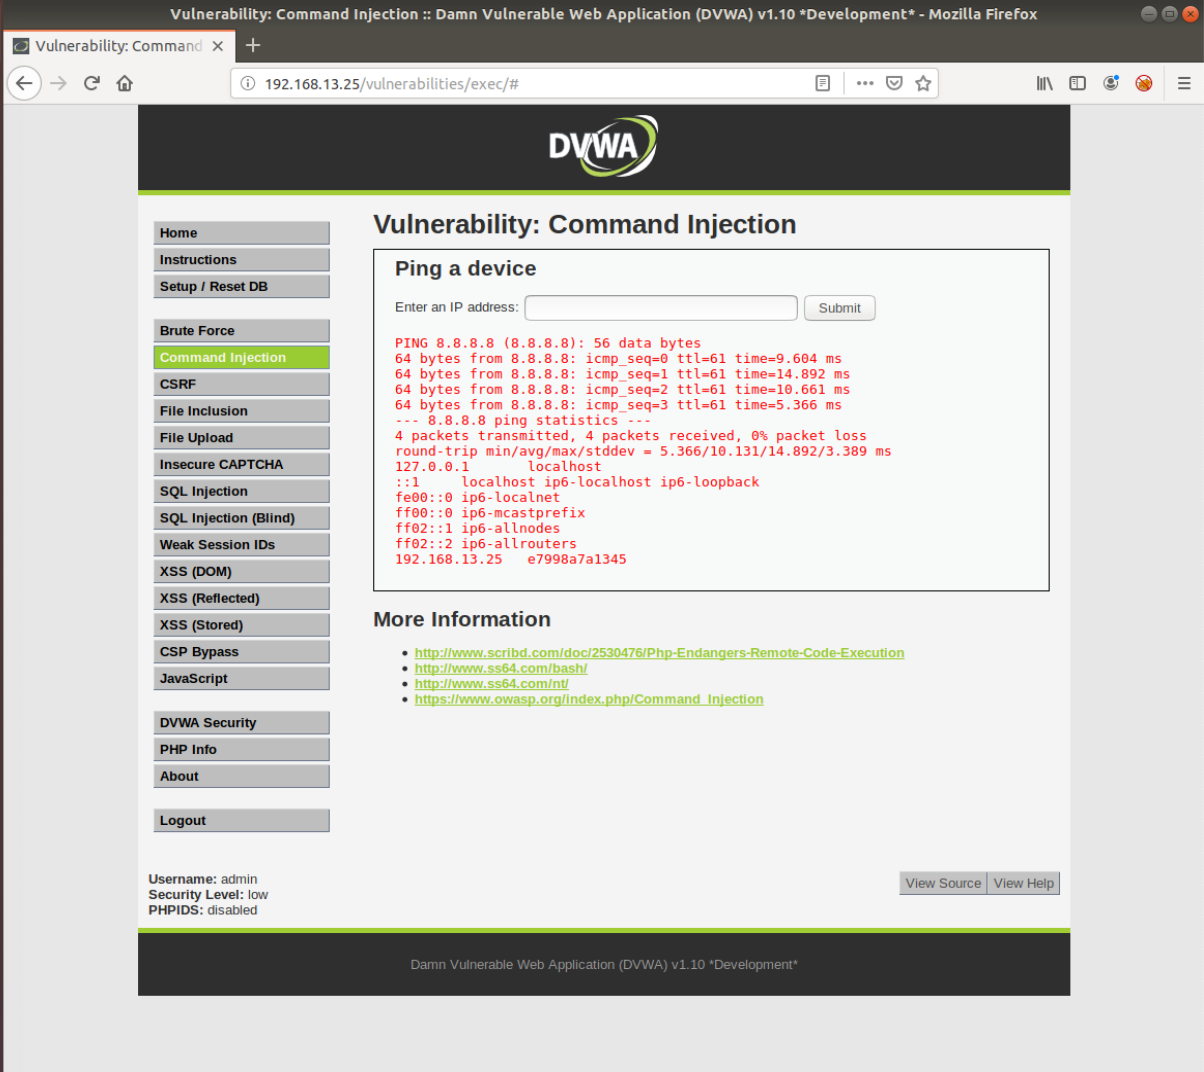 Vulnerability: Command Injection :: Damn Vulnerable Web Application (DVWA) v1.10 *Development* - Mozilla Firefox
Vulnerability: Command
192.168.13.25/vulnerabilities/exec/#
DVWA
Home
Instructions
Setup / Reset DB
Brute Force
Command Injection
CSRF
File Inclusion
File Upload
Insecure CAPTCHA
SQL Injection
SQL Injection (Blind)
Weak Session IDs
XSS (DOM)
XSS (Reflected)
XSS (Stored)
CSP Bypass
JavaScript
DVWA Security
PHP Info
About
Logout
Vulnerability: Command Injection
Ping a device
Enter an IP address: Submit
PING 8.8.8.8 (8.8.8.8): 56 data bytes
64 bytes from 8.8.8.8: icmp_seq=0 ttl=61 time=9.604 ms
64 bytes from 8.8.8.8: icmp_seq=1 ttl=61 time=14.892 ms
64 bytes from 8.8.8.8: icmp_seq=2 ttl=61 time=10.661 ms
64 bytes from 8.8.8.8: icmp_seq=3 ttl=61 time=5.366 ms
--- 8.8.8.8 ping statistics ---
4 packets transmitted, 4 packets received, 0% packet loss
round-trip min/avg/max/stddev = 5.366/10.131/14.892/3.389 ms
127.0.0.1 localhost
::1 localhost ip6-localhost ip6-loopback
fe00::0 ip6-localnet
ff00::0 ip6-mcastprefix
ff02::1 ip6-allnodes
ff02::2 ip6-allrouters
192.168.13.25 e7998a7a1345
More Information
http://www.scribd.com/doc/2530476/Php-Endangers-Remote-Code-Execution
http://www.ss64.com/bash/
http://www.ss64.com/nt/
https://www.owasp.org/index.php/Command_Injection
Username: admin
Security Level: low
PHPIDS: disabled
View Source View Help
Damn Vulnerable Web Application (DVWA) v1.10 *Development*